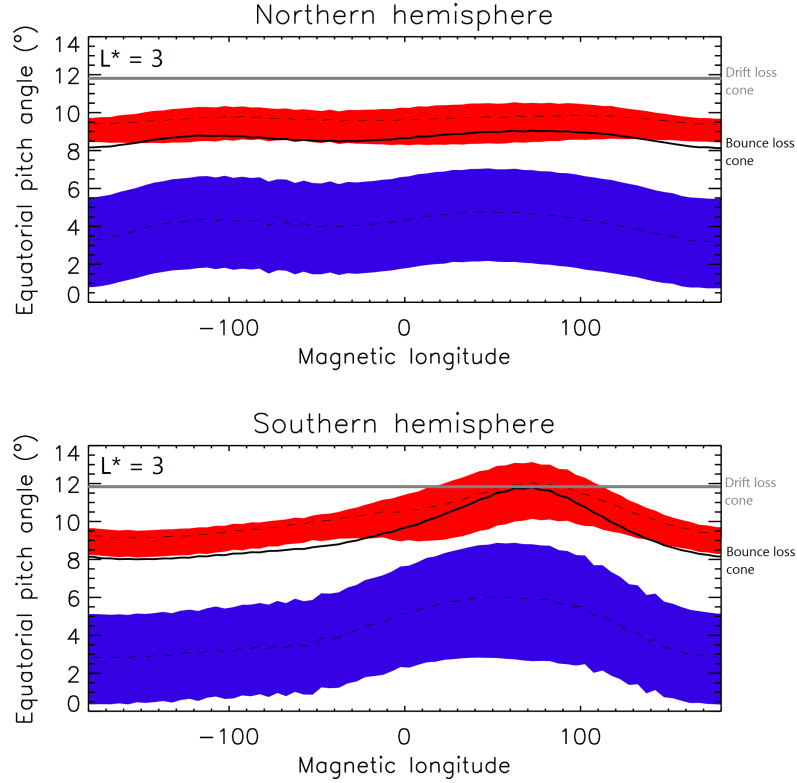 Northern hemisphere
Equatorial pitch angle (°)
14
12
10
8
6
4
2
0
L* = 3
Drift loss
cone
Bounce loss
cone
-100
0
100
Magnetic longitude
Southern hemisphere
Equatorial pitch angle (°)
14
12
10
8
6
4
2
0
L* = 3
Drift loss
cone
Bounce loss
cone
-100
0
100
Magnetic longitude